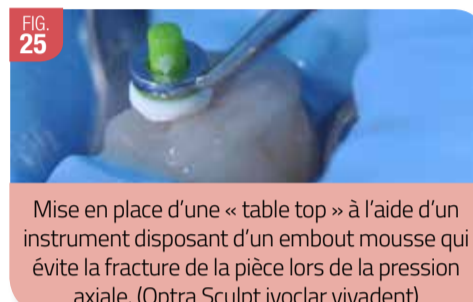 FIG.
25
Mise en place d'une « table top » à l'aide d'un
instrument disposant d'un embout mousse qui
évite la fracture de la pièce lors de la pression
axiale. (Optra Sculpt ivoclar vivadent)